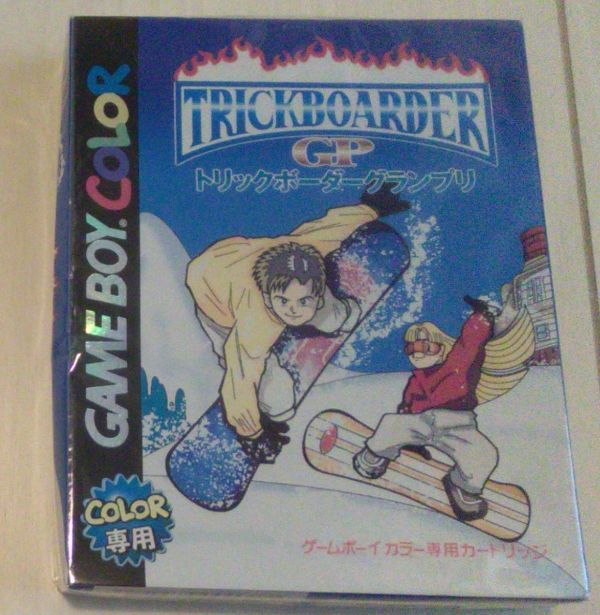 GAME BOY COLOR
TRICKBOARDER
GP
トリックボーダーグランプリ
COLOR
専用
ゲームボーイカラー専用カートリッジ